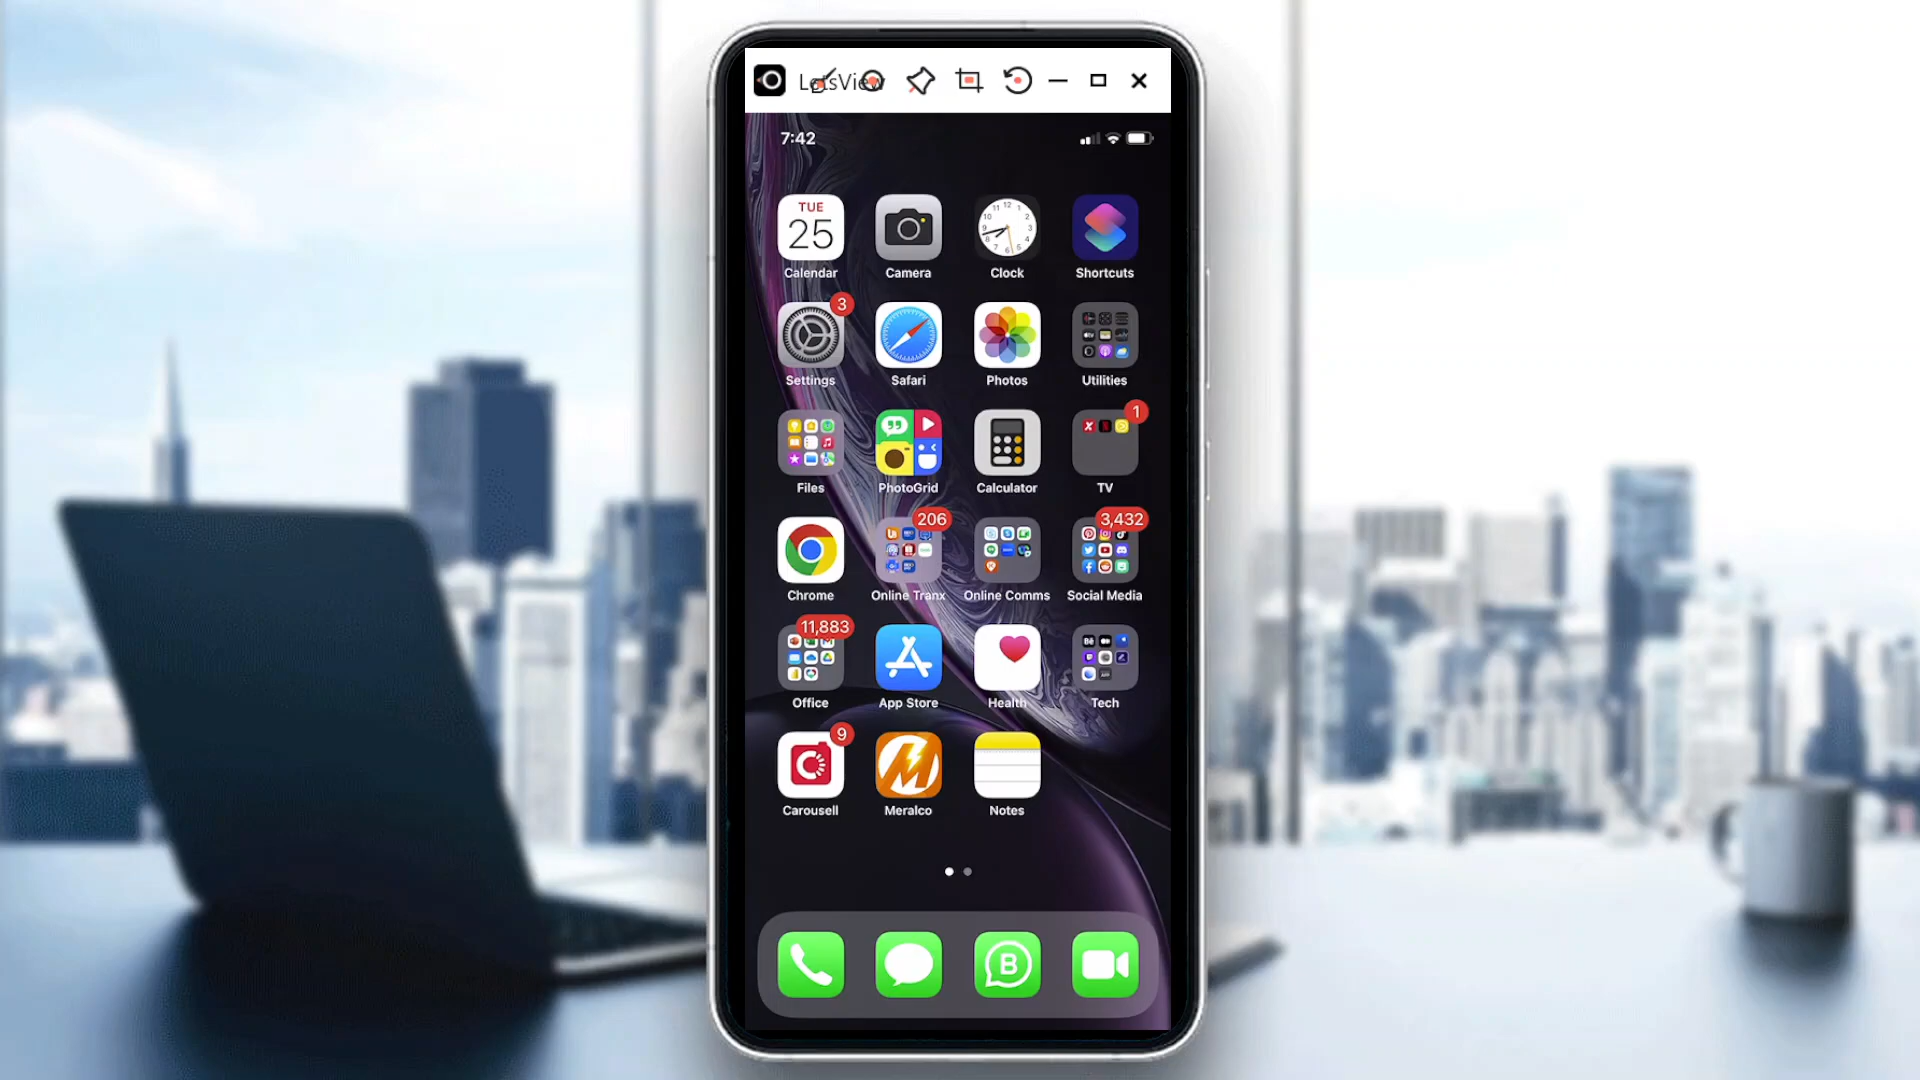 LetsView
7:42
TUE
25
Calendar
Camera
Clock
Shortcuts
3
Settings
Safari
Photos
Utilities
Files
PhotoGrid
Calculator
1
TV
Chrome
206
Online Tranx
Online Comms
3,432
Social Media
11,883
Office
App Store
Health
Tech
9
Carousell
Meralco
Notes
B